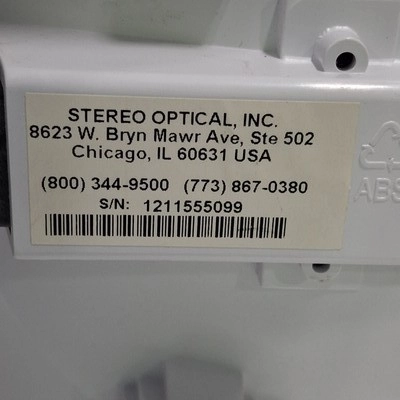 STEREO OPTICAL, INC.
8623 W. Bryn Mawr Ave, Ste 502
Chicago, IL 60631 USA
(800) 344-9500 (773) 867-0380
S/N: 1211555099
ABS